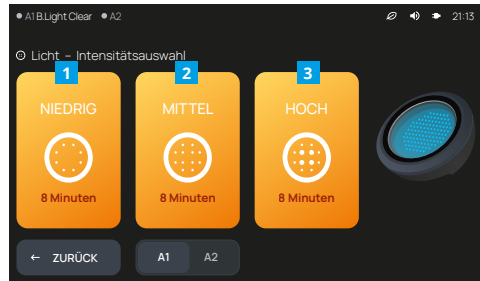 A1 B.Light Clear A2 21:13
Licht – Intensitätsauswahl
1 2 3
NIEDRIG MITTEL HOCH
8 Minuten 8 Minuten 8 Minuten
← ZURÜCK A1 A2